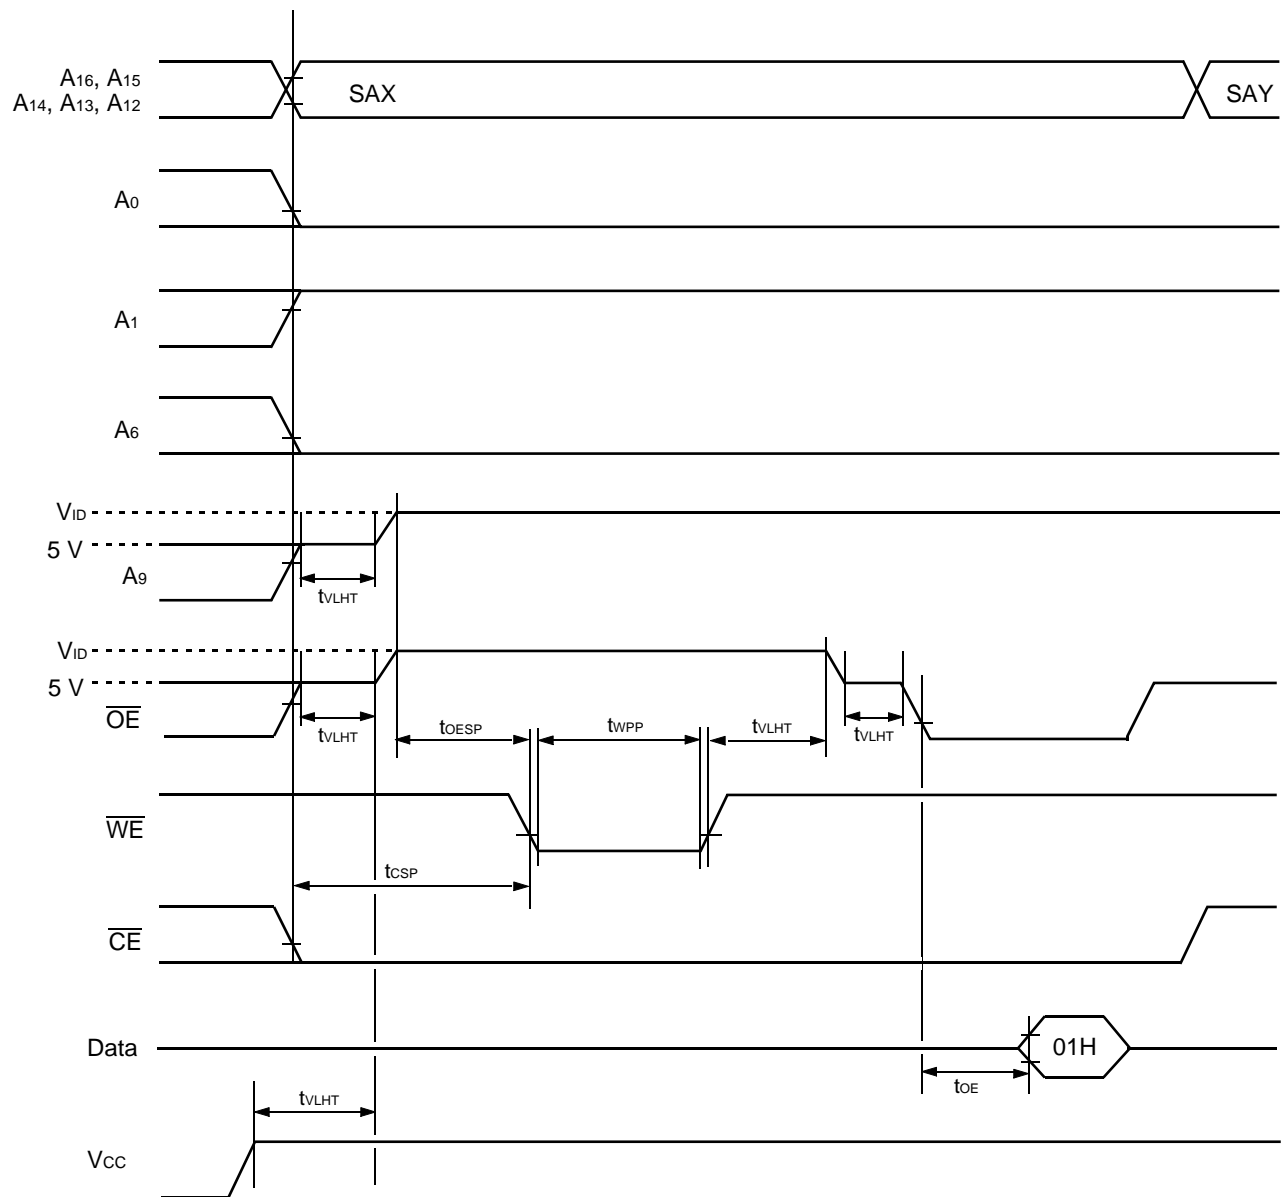 A16, A15
A14, A13, A12
SAX
SAY
A0
A1
A6
VID
5 V
A9
tVLHT
VID
5 V
OE
tVLHT
tOESP
tWPP
tVLHT
tVLHT
WE
tCSP
CE
Data
01H
tOE
tVLHT
VCC